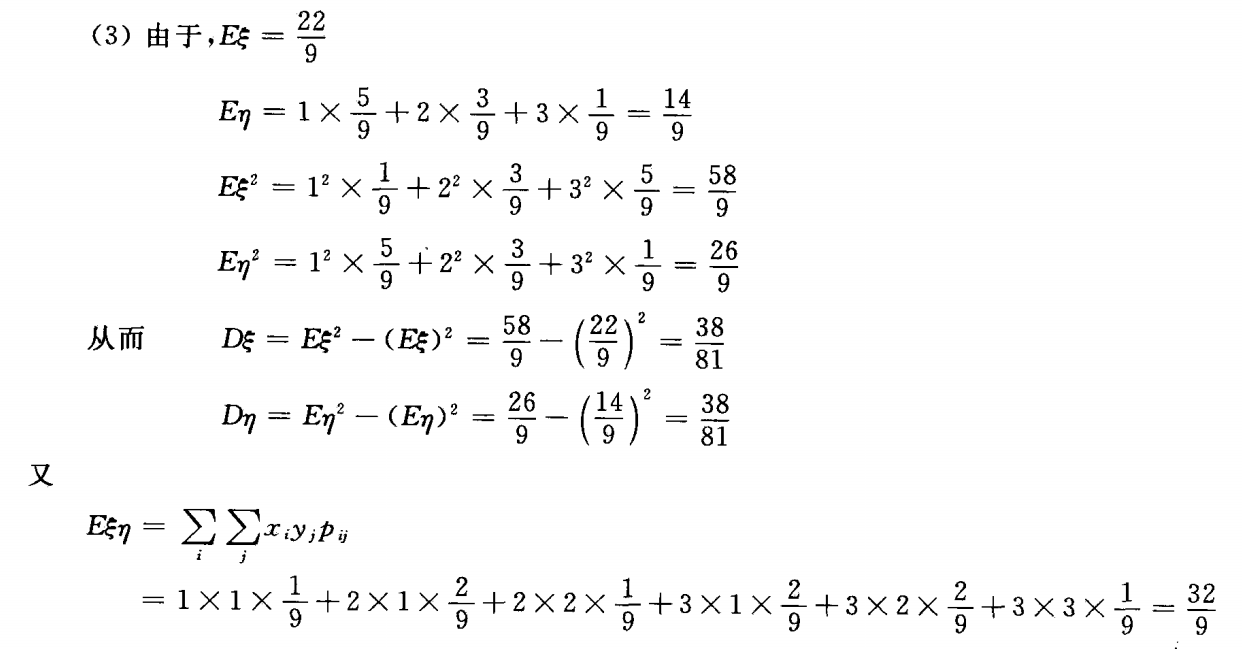 （3）由于,Eξ = 22/9
Eη = 1 × 5/9 + 2 × 3/9 + 3 × 1/9 = 14/9
Eξ² = 1² × 1/9 + 2² × 3/9 + 3² × 5/9 = 58/9
Eη² = 1² × 5/9 + 2² × 3/9 + 3² × 1/9 = 26/9
从而 Dξ = Eξ² − (Eξ)² = 58/9 − (22/9)² = 38/81
Dη = Eη² − (Eη)² = 26/9 − (14/9)² = 38/81
又
Eξη = ∑_i ∑_j x_i y_j p_ij
= 1 × 1 × 1/9 + 2 × 1 × 2/9 + 2 × 2 × 1/9 + 3 × 1 × 2/9 + 3 × 2 × 2/9 + 3 × 3 × 1/9 = 32/9